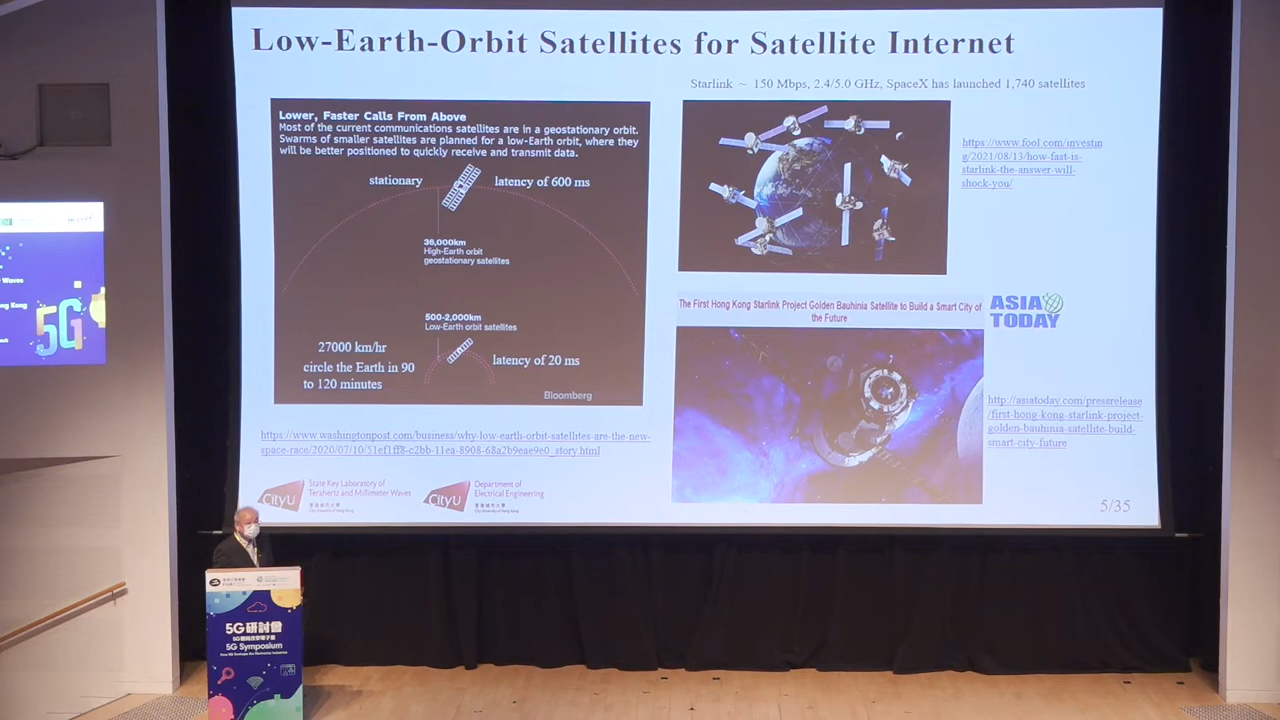 Low-Earth-Orbit Satellites for Satellite Internet
Starlink ~ 150 Mbps, 2.4/5.0 GHz, SpaceX has launched 1,740 satellites
Lower, Faster Calls From Above
Most of the current communications satellites are in a geostationary orbit.
Swarms of smaller satellites are planned for a low-Earth orbit, where they
will be better positioned to quickly receive and transmit data.
stationary
latency of 600 ms
36,000km
High-Earth orbit
geostationary satellites
500-2,000km
Low-Earth orbit satellites
27000 km/hr
circle the Earth in 90
to 120 minutes
latency of 20 ms
Bloomberg
https://www.washingtonpost.com/business/why-low-earth-orbit-satellites-are-the-new-
space-race/2020/07/10/51ef1ff8-c2bb-11ea-8908-68a2b9eae9e0_story.html
https://www.fool.com/investin
g/2021/08/13/how-fast-is-
starlink-the-answer-will-
shock-you/
The First Hong Kong Starlink Project Golden Bauhinia Satellite to Build a Smart City of
the Future
ASIA
TODAY
http://asiatoday.com/pressrelease
/first-hong-kong-starlink-project-
golden-bauhinia-satellite-build-
smart-city-future
CityU
State Key Laboratory of
Terahertz and Millimeter Waves
CityU
Department of
Electrical Engineering
5/35
Waves
ng Kong
5G
5G研討會
5G Symposium